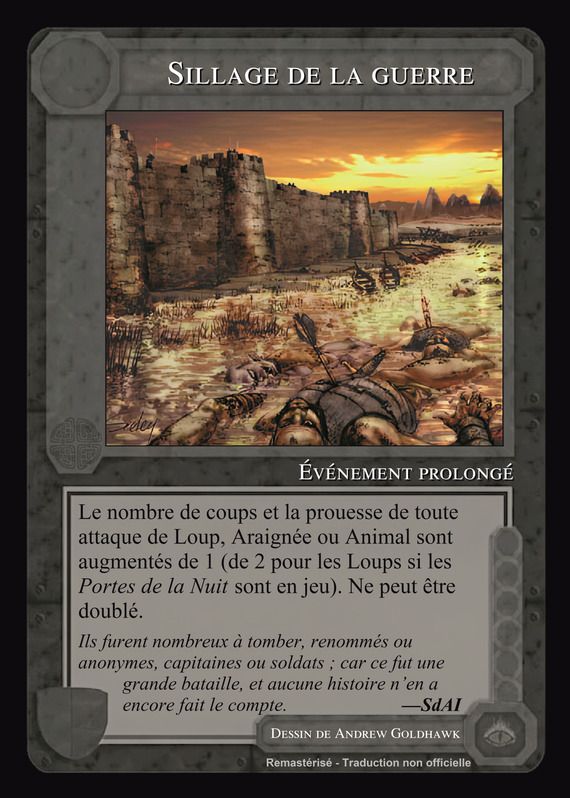 Sillage de la guerre
Événement prolongé
Le nombre de coups et la prouesse de toute
attaque de Loup, Araignée ou Animal sont
augmentés de 1 (de 2 pour les Loups si les
Portes de la Nuit sont en jeu). Ne peut être
doublé.
Ils furent nombreux à tomber, renommés ou
anonymes, capitaines ou soldats ; car ce fut une
grande bataille, et aucune histoire n’en a
encore fait le compte. —SdAI
Dessin de Andrew Goldhawk
Remastérisé - Traduction non officielle